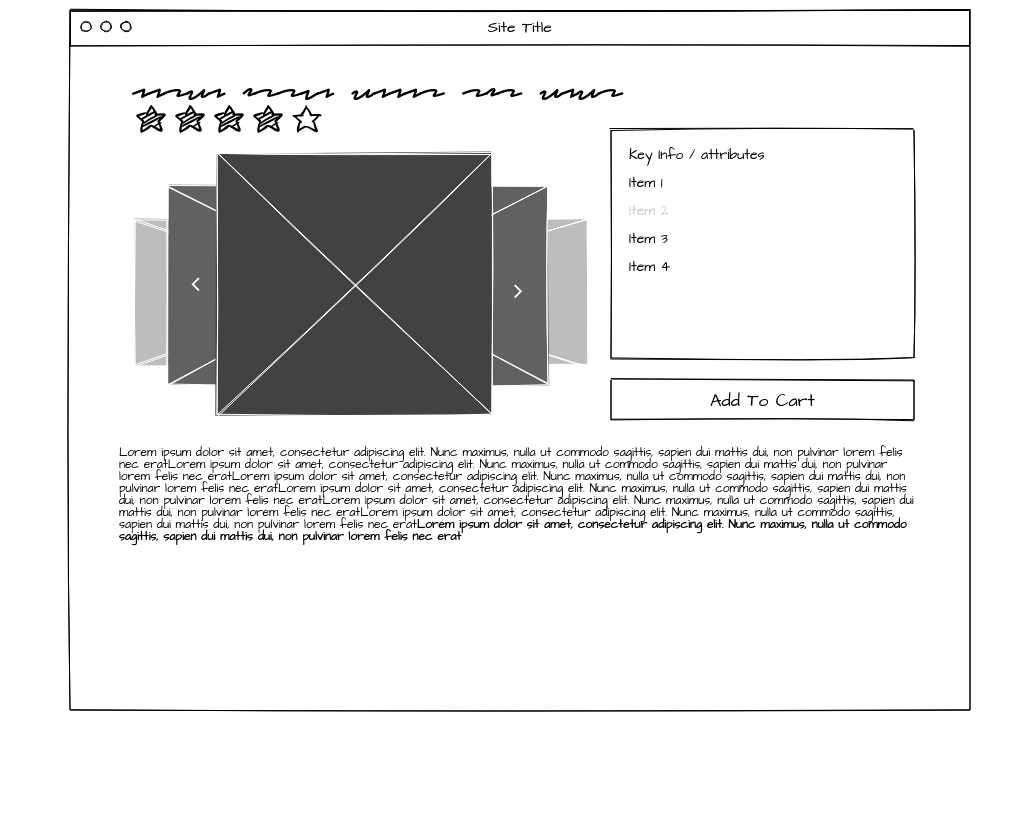 Site Title
Key Info / attributes
Item 1
Item 2
Item 3
Item 4
Add To Cart
Lorem ipsum dolor sit amet, consectetur adipiscing elit. Nunc maximus, nulla ut commodo sagittis, sapien dui mattis dui, non pulvinar lorem felis
nec eratLorem ipsum dolor sit amet, consectetur adipiscing elit. Nunc maximus, nulla ut commodo sagittis, sapien dui mattis dui, non pulvinar
lorem felis nec eratLorem ipsum dolor sit amet, consectetur adipiscing elit. Nunc maximus, nulla ut commodo sagittis, sapien dui mattis dui, non
pulvinar lorem felis nec eratLorem ipsum dolor sit amet, consectetur adipiscing elit. Nunc maximus, nulla ut commodo sagittis, sapien dui mattis
dui, non pulvinar lorem felis nec eratLorem ipsum dolor sit amet, consectetur adipiscing elit. Nunc maximus, nulla ut commodo sagittis, sapien dui
mattis dui, non pulvinar lorem felis nec eratLorem ipsum dolor sit amet, consectetur adipiscing elit. Nunc maximus, nulla ut commodo sagittis,
sapien dui mattis dui, non pulvinar lorem felis nec eratLorem ipsum dolor sit amet, consectetur adipiscing elit. Nunc maximus, nulla ut commodo
sagittis, sapien dui mattis dui, non pulvinar lorem felis nec erat